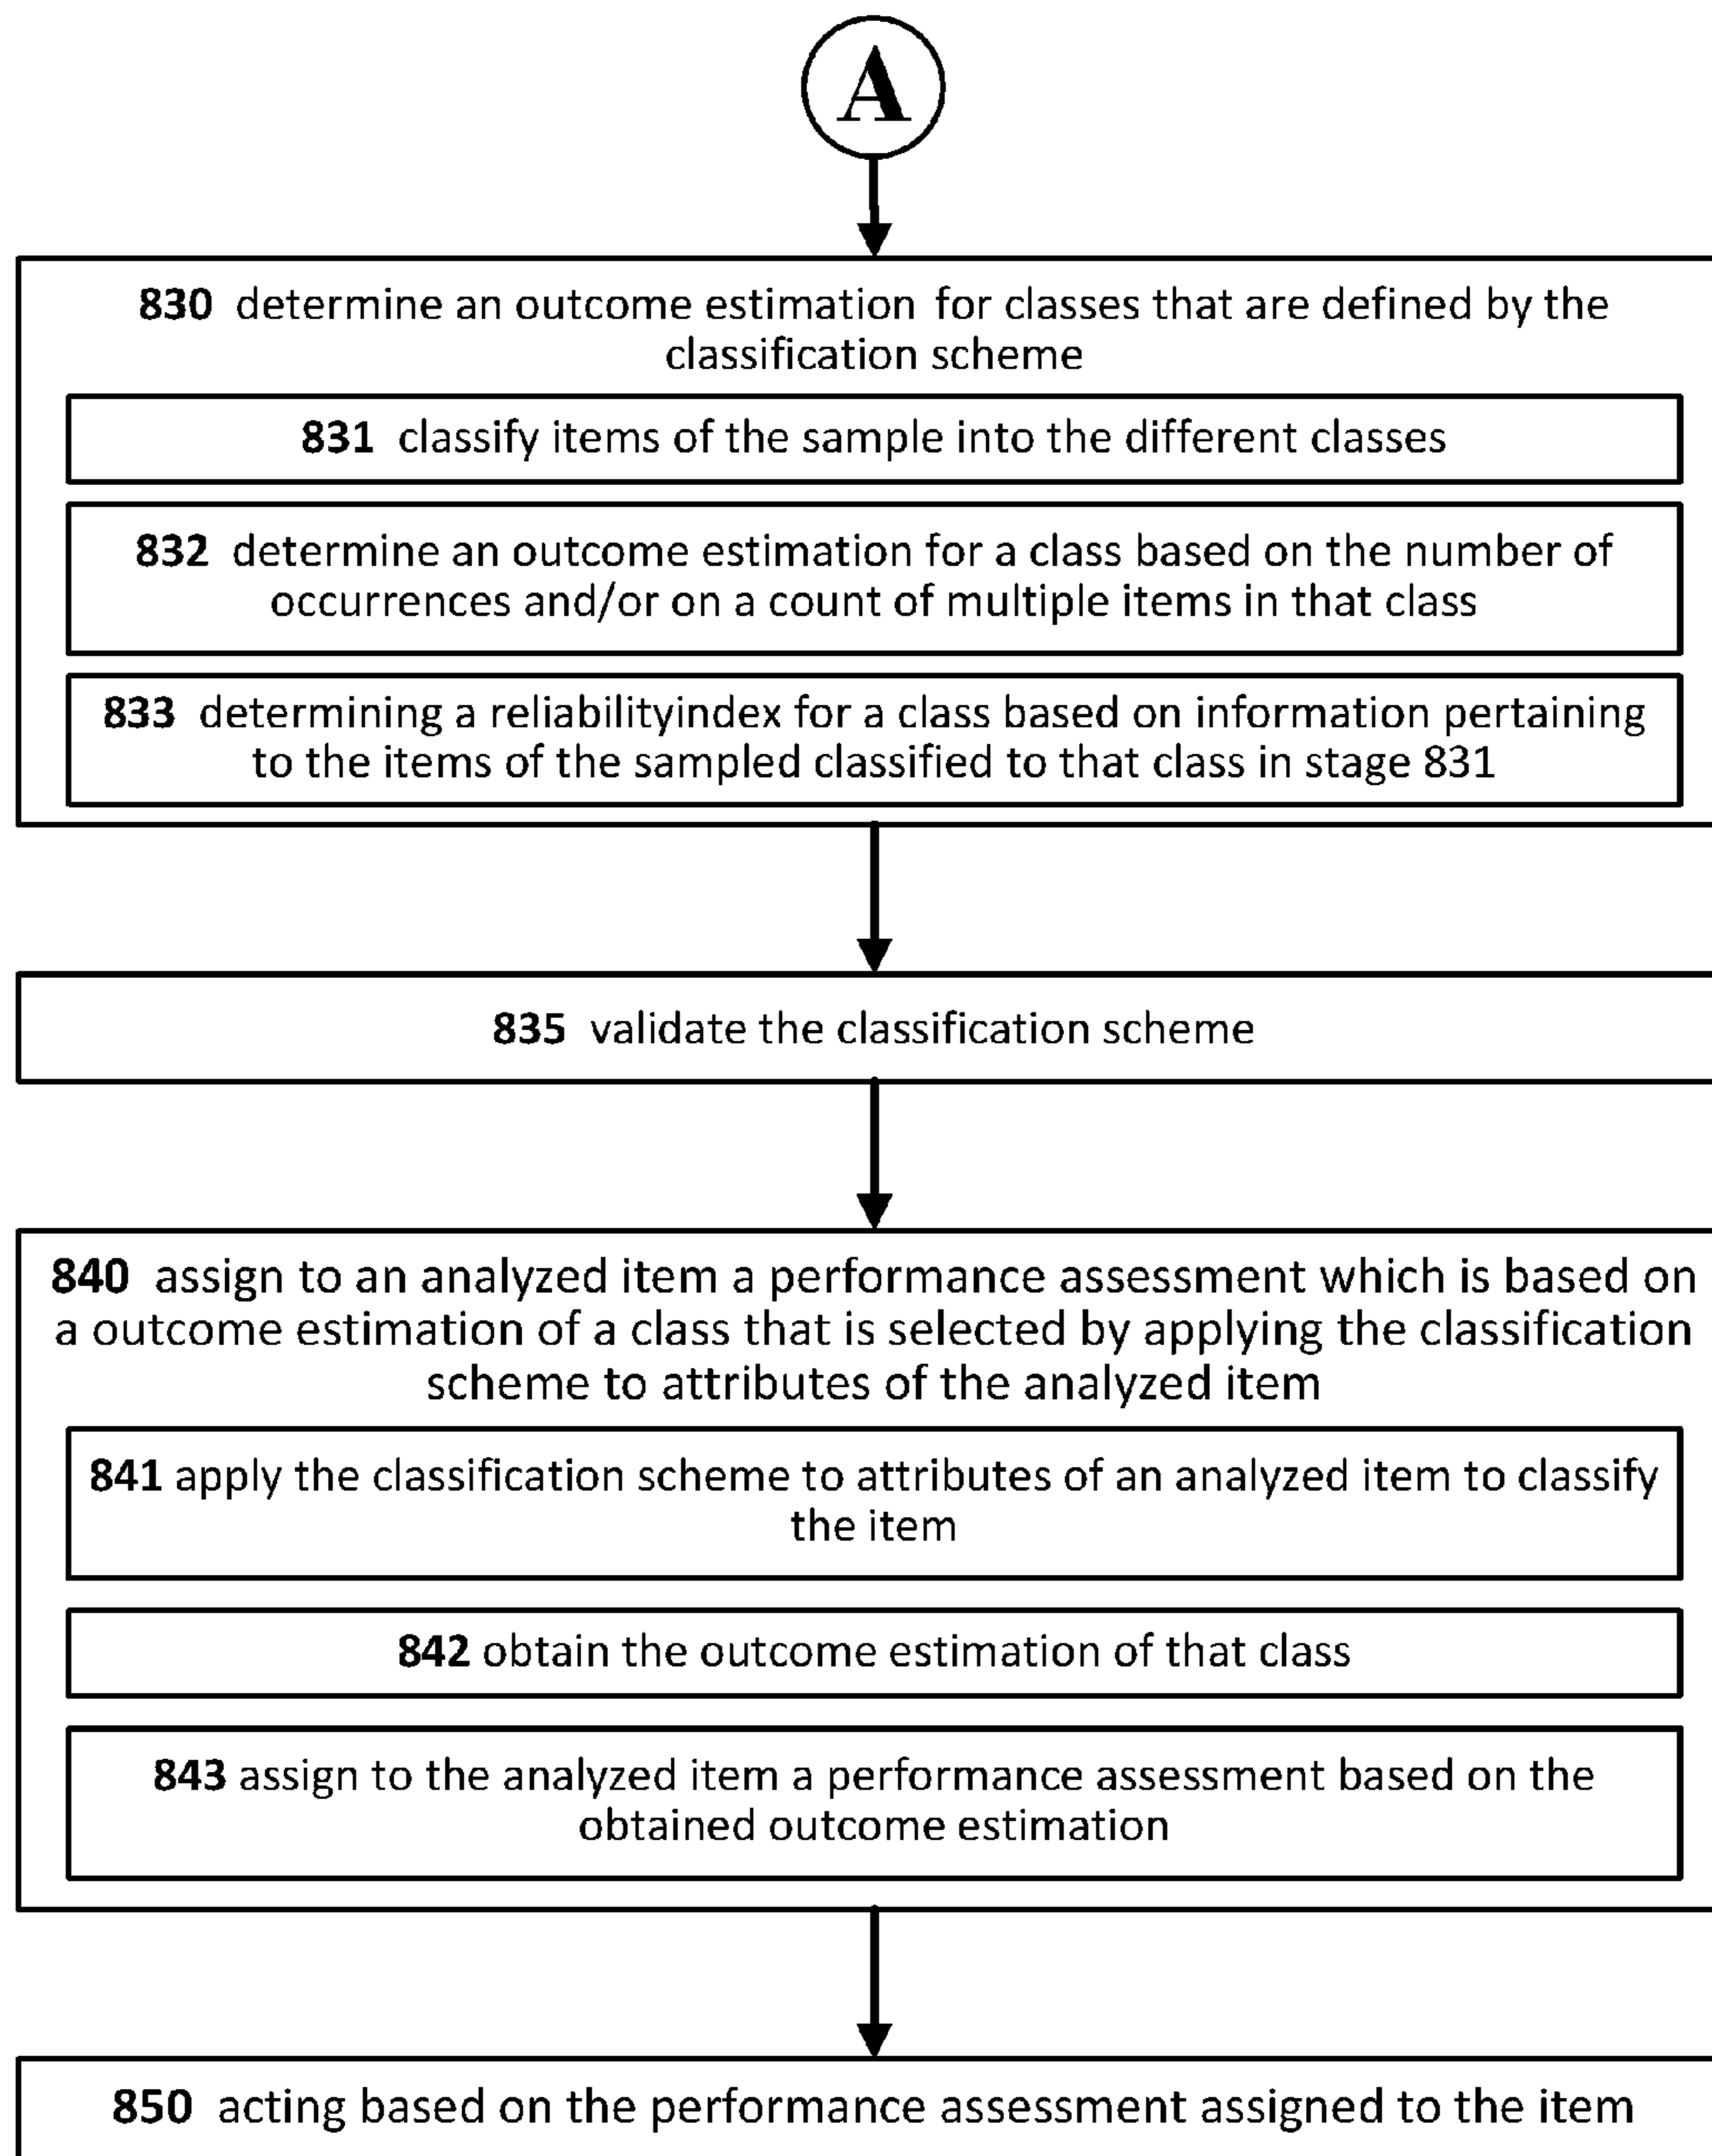 A
830 determine an outcome estimation for classes that are defined by the
classification scheme
831 classify items of the sample into the different classes
832 determine an outcome estimation for a class based on the number of
occurrences and/or on a count of multiple items in that class
833 determining a reliabilityindex for a class based on information pertaining
to the items of the sampled classified to that class in stage 831
835 validate the classification scheme
840 assign to an analyzed item a performance assessment which is based on
a outcome estimation of a class that is selected by applying the classification
scheme to attributes of the analyzed item
841 apply the classification scheme to attributes of an analyzed item to classify
the item
842 obtain the outcome estimation of that class
843 assign to the analyzed item a performance assessment based on the
obtained outcome estimation
850 acting based on the performance assessment assigned to the item